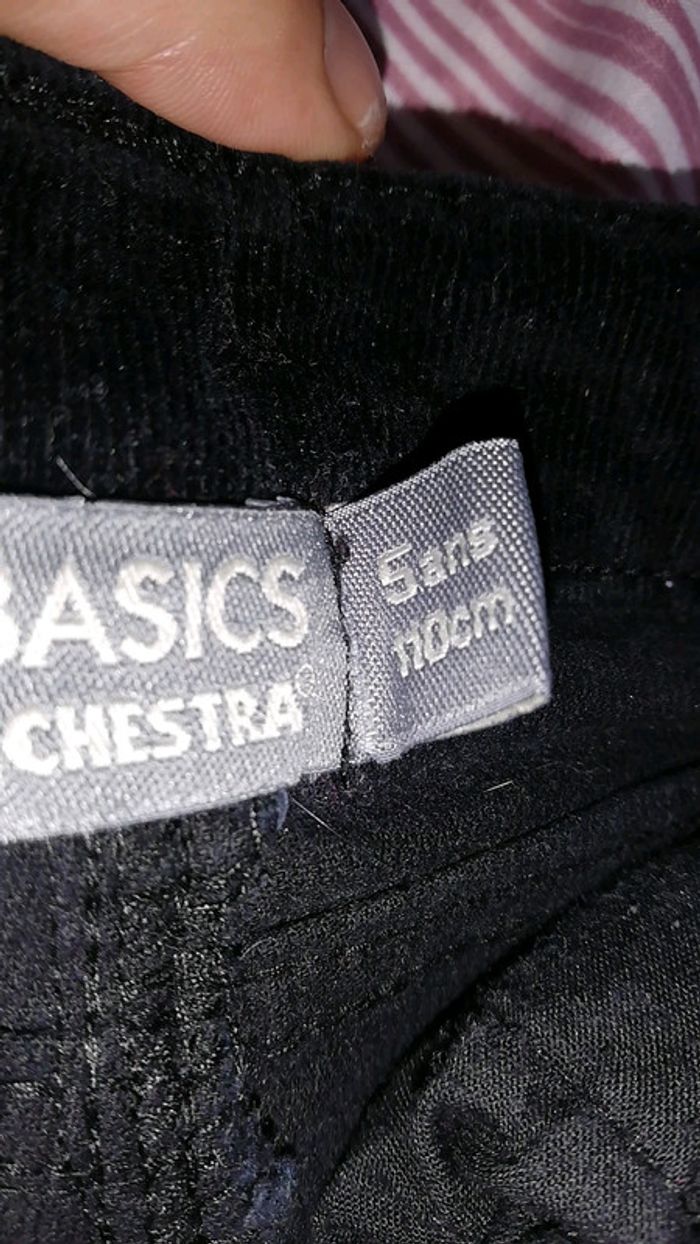 BASICS
CHESTRA®
5ans
110cm